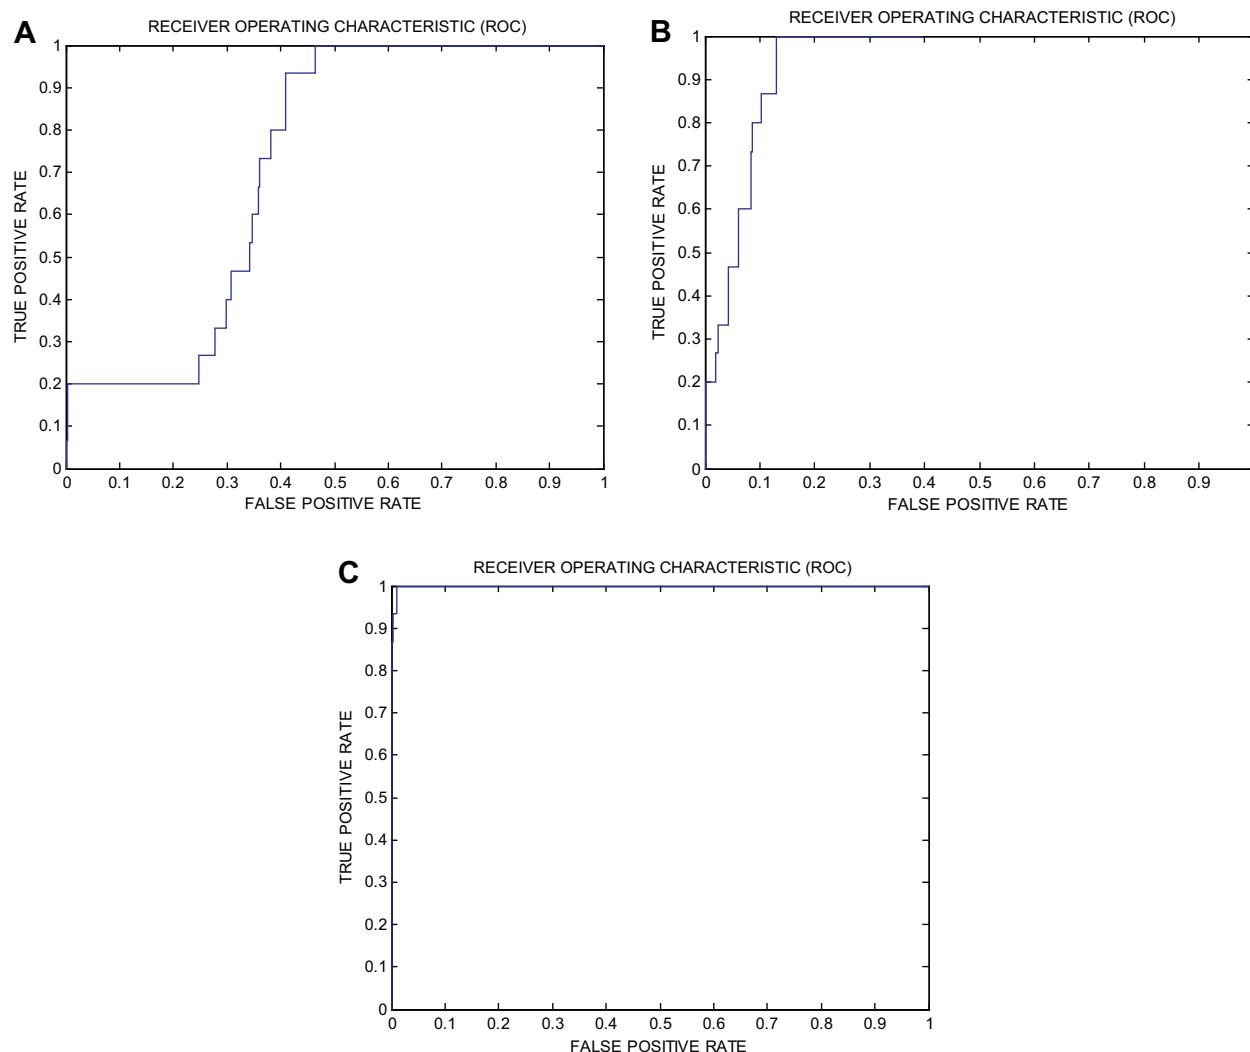 A
RECEIVER OPERATING CHARACTERISTIC (ROC)
1
0.9
0.8
0.7
0.6
0.5
0.4
0.3
0.2
0.1
0
TRUE POSITIVE RATE
0 0.1 0.2 0.3 0.4 0.5 0.6 0.7 0.8 0.9 1
FALSE POSITIVE RATE
B
RECEIVER OPERATING CHARACTERISTIC (ROC)
1
0.9
0.8
0.7
0.6
0.5
0.4
0.3
0.2
0.1
0
TRUE POSITIVE RATE
0 0.1 0.2 0.3 0.4 0.5 0.6 0.7 0.8 0.9
FALSE POSITIVE RATE
C
RECEIVER OPERATING CHARACTERISTIC (ROC)
1
0.9
0.8
0.7
0.6
0.5
0.4
0.3
0.2
0.1
0
TRUE POSITIVE RATE
0 0.1 0.2 0.3 0.4 0.5 0.6 0.7 0.8 0.9 1
FALSE POSITIVE RATE